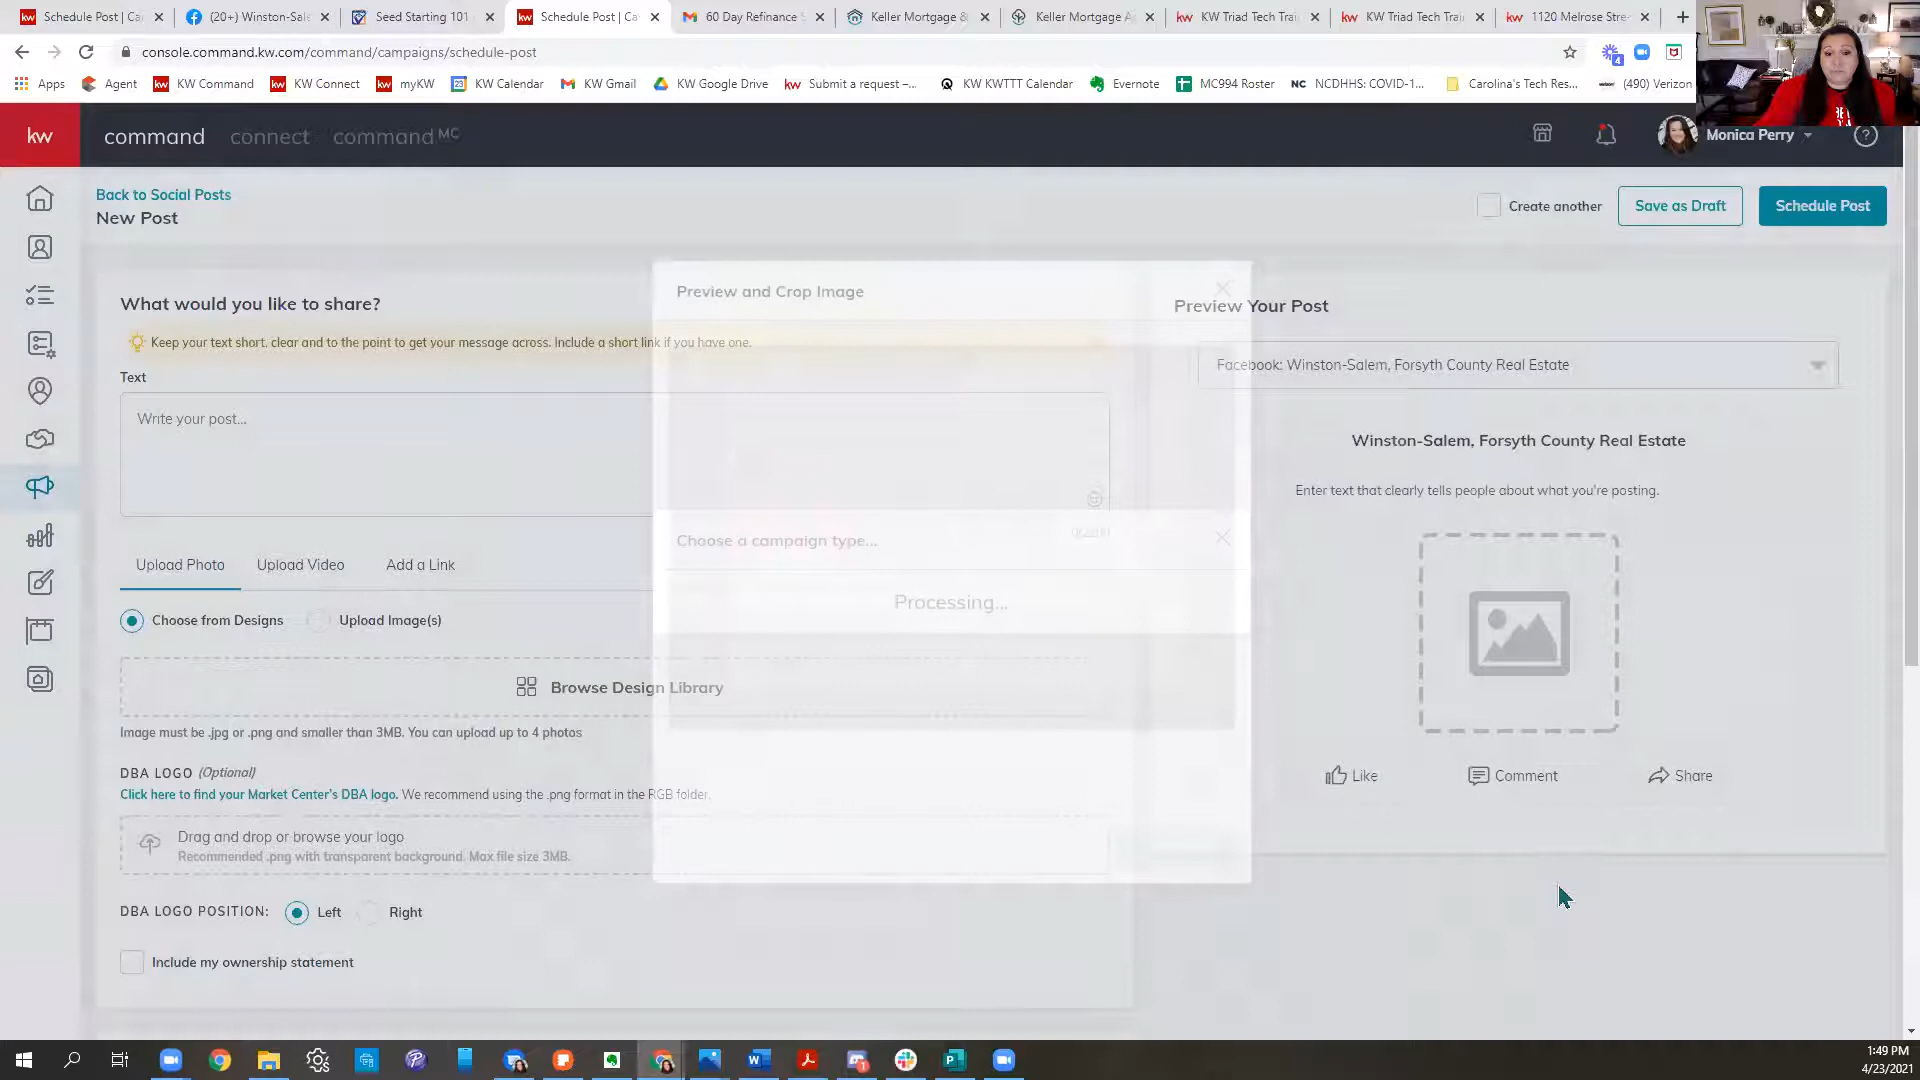 Schedule Post | Ca
(20+) Winston-Sale
Seed Starting 101
Schedule Post | Ca
60 Day Refinance S
Keller Mortgage &
Keller Mortgage A
KW Triad Tech Trai
KW Triad Tech Trai
1120 Melrose Stre
console.command.kw.com/command/campaigns/schedule-post
4
Apps
Agent
KW Command
KW Connect
myKW
KW Calendar
KW Gmail
KW Google Drive
Submit a request –...
KW KWTTT Calendar
Evernote
MC994 Roster
NC NCDHHS: COVID-1...
Carolina's Tech Res...
(490) Verizon
kw
command
connect
command MC
Monica Perry
Back to Social Posts
New Post
Create another
Save as Draft
Schedule Post
What would you like to share?
Keep your text short, clear and to the point to get your message across. Include a short link if you have one.
Text
Write your post...
Upload Photo
Upload Video
Add a Link
Choose from Designs
Upload Image(s)
Browse Design Library
Image must be .jpg or .png and smaller than 3MB. You can upload up to 4 photos
DBA LOGO (Optional)
Click here to find your Market Center's DBA logo. We recommend using the .png format in the RGB folder.
Drag and drop or browse your logo
Recommended .png with transparent background. Max file size 3MB.
DBA LOGO POSITION:
Left
Right
Include my ownership statement
Preview and Crop Image
Choose a campaign type...
Processing...
Preview Your Post
Facebook: Winston-Salem, Forsyth County Real Estate
Winston-Salem, Forsyth County Real Estate
Enter text that clearly tells people about what you're posting.
Like
Comment
Share
1:49 PM
4/23/2021